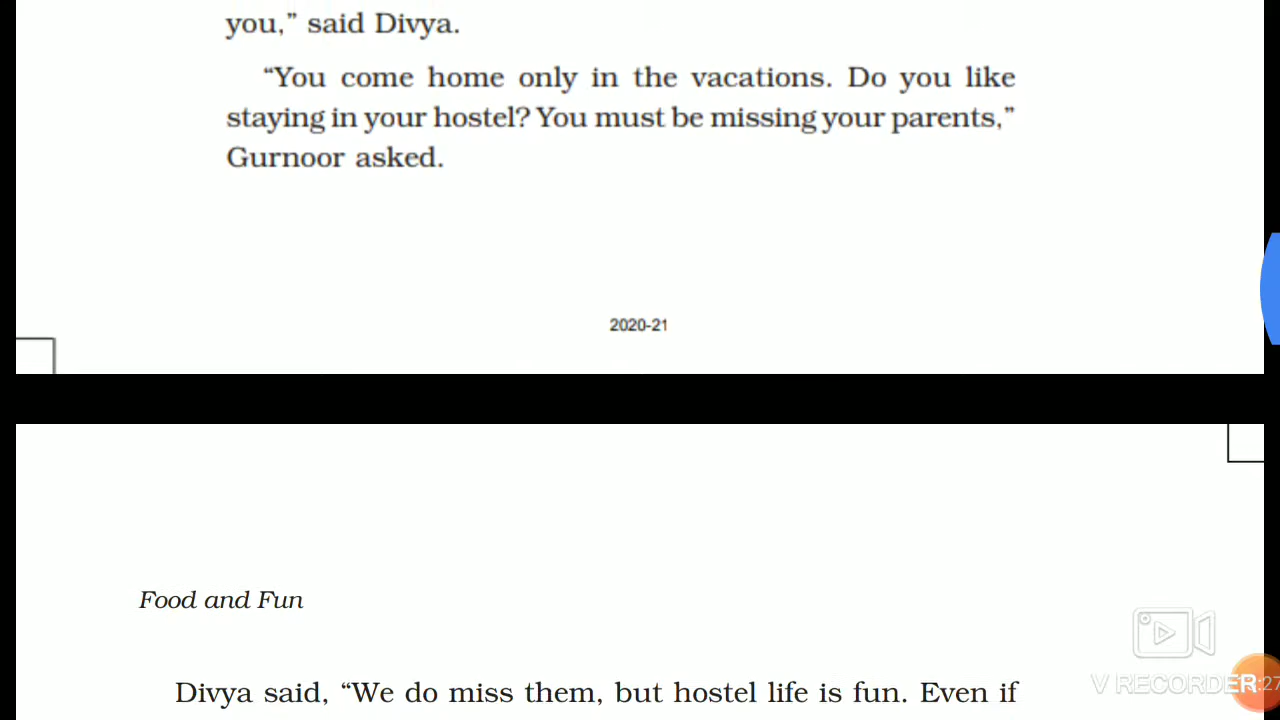 you,” said Divya.
“You come home only in the vacations. Do you like
staying in your hostel? You must be missing your parents,”
Gurnoor asked.
2020-21
Food and Fun
Divya said, “We do miss them, but hostel life is fun. Even if
V RECORDER
:27